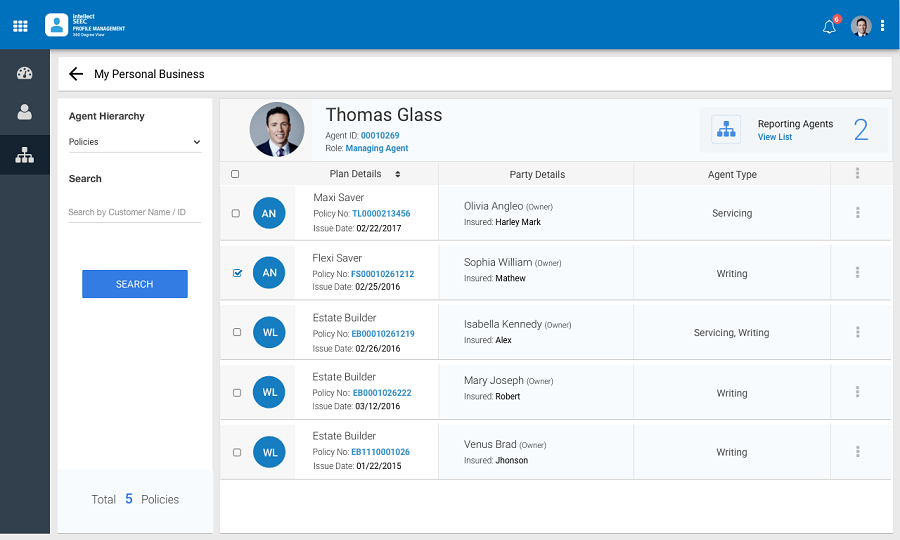 intellect
SEEC
PROFILE MANAGEMENT
360 Degree View
6
My Personal Business
Agent Hierarchy
Policies
Search
Search by Customer Name / ID
SEARCH
Total 5 Policies
Thomas Glass
Agent ID: 00010269
Role: Managing Agent
Reporting Agents
View List
2
Plan Details
Party Details
Agent Type
AN
Maxi Saver
Policy No: TL0000213456
Issue Date: 02/22/2017
Olivia Angleo (Owner)
Insured: Harley Mark
Servicing
AN
Flexi Saver
Policy No: FS00010261212
Issue Date: 02/25/2016
Sophia William (Owner)
Insured: Mathew
Writing
WL
Estate Builder
Policy No: EB00010261219
Issue Date: 02/26/2016
Isabella Kennedy (Owner)
Insured: Alex
Servicing, Writing
WL
Estate Builder
Policy No: EB0001026222
Issue Date: 03/12/2016
Mary Joseph (Owner)
Insured: Robert
Writing
WL
Estate Builder
Policy No: EB1110001026
Issue Date: 01/22/2015
Venus Brad (Owner)
Insured: Jhonson
Writing